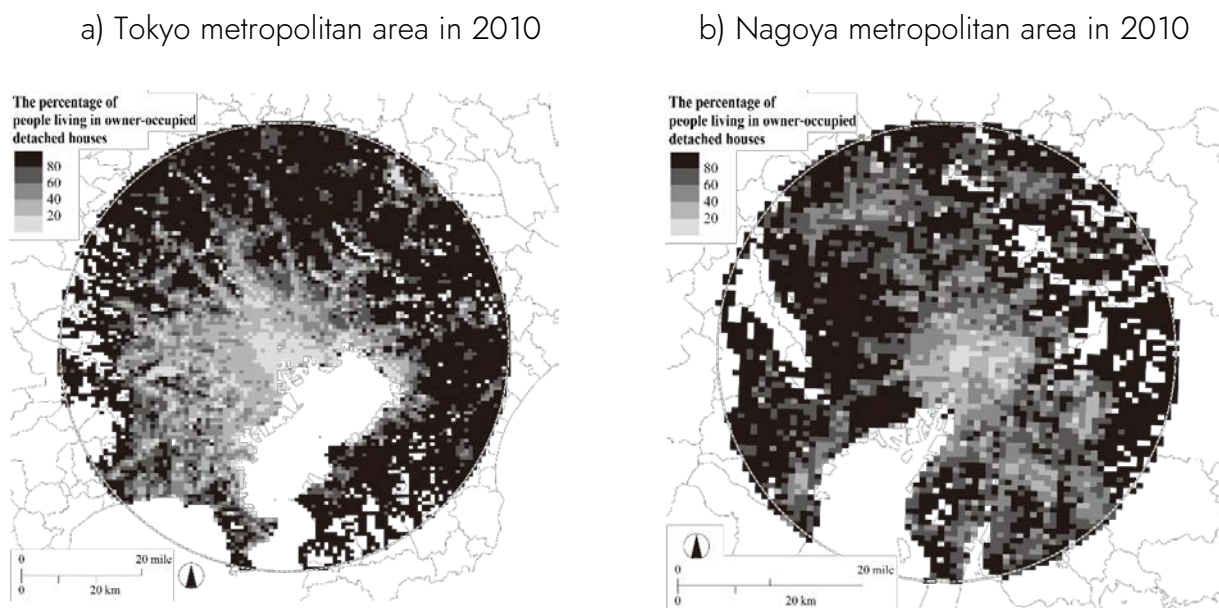 a) Tokyo metropolitan area in 2010
b) Nagoya metropolitan area in 2010
The percentage of
people living in owner-occupied
detached houses
80
60
40
20
0
20 mile
0
20 km
The percentage of
people living in owner-occupied
detached houses
80
60
40
20
0
20 mile
0
20 km